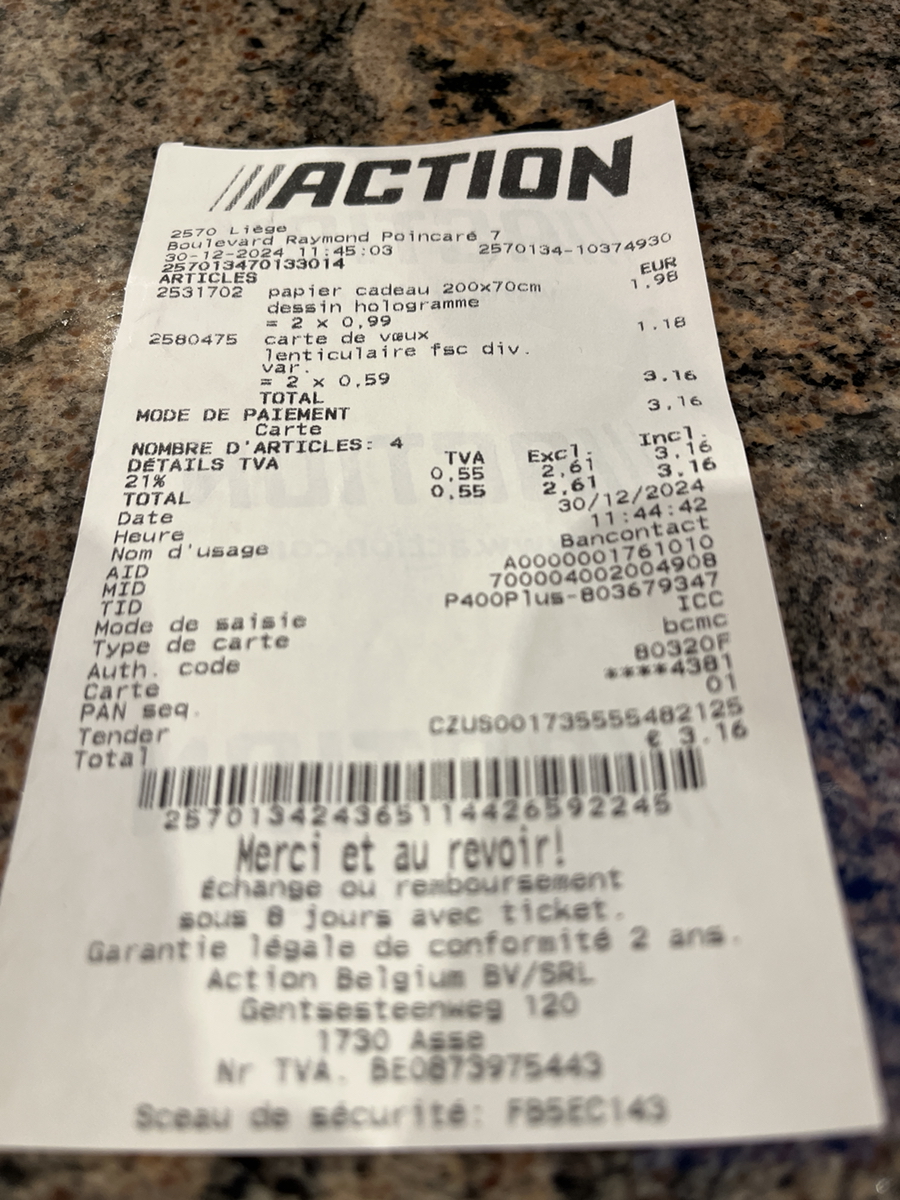 ACTION
2570 Liège
Boulevard Raymond Poincaré 7
30-12-2024 11:45:03 2570134-10374930
257013470133014
ARTICLES EUR
2531702 papier cadeau 200x70cm 1.98
dessin hologramme
= 2 x 0,99
2580475 carte de vœux 1.18
lenticulaire fsc div.
var.
= 2 x 0,59
TOTAL 3.16
MODE DE PAIEMENT
Carte 3.16
NOMBRE D'ARTICLES: 4
DÉTAILS TVA TVA Excl. Incl.
21% 0,55 2,61 3.16
TOTAL 0,55 2,61 3.16
Date 30/12/2024
Heure 11:44:42
Nom d'usage Bancontact
AID A0000001761010
MID 700004002004908
TID P400Plus-803679347
Mode de saisie ICC
Type de carte bcmc
Auth. code 80320F
Carte ****4381
PAN seq. 01
Tender CZUS001735555482125
Total € 3.16
257013424365114426592245
Merci et au revoir!
Échange ou remboursement
sous 8 jours avec ticket.
Garantie légale de conformité 2 ans.
Action Belgium BV/SRL
Gentsesteenweg 120
1730 Asse
Nr TVA. BE0873975443
Sceau de sécurité: FB5EC143